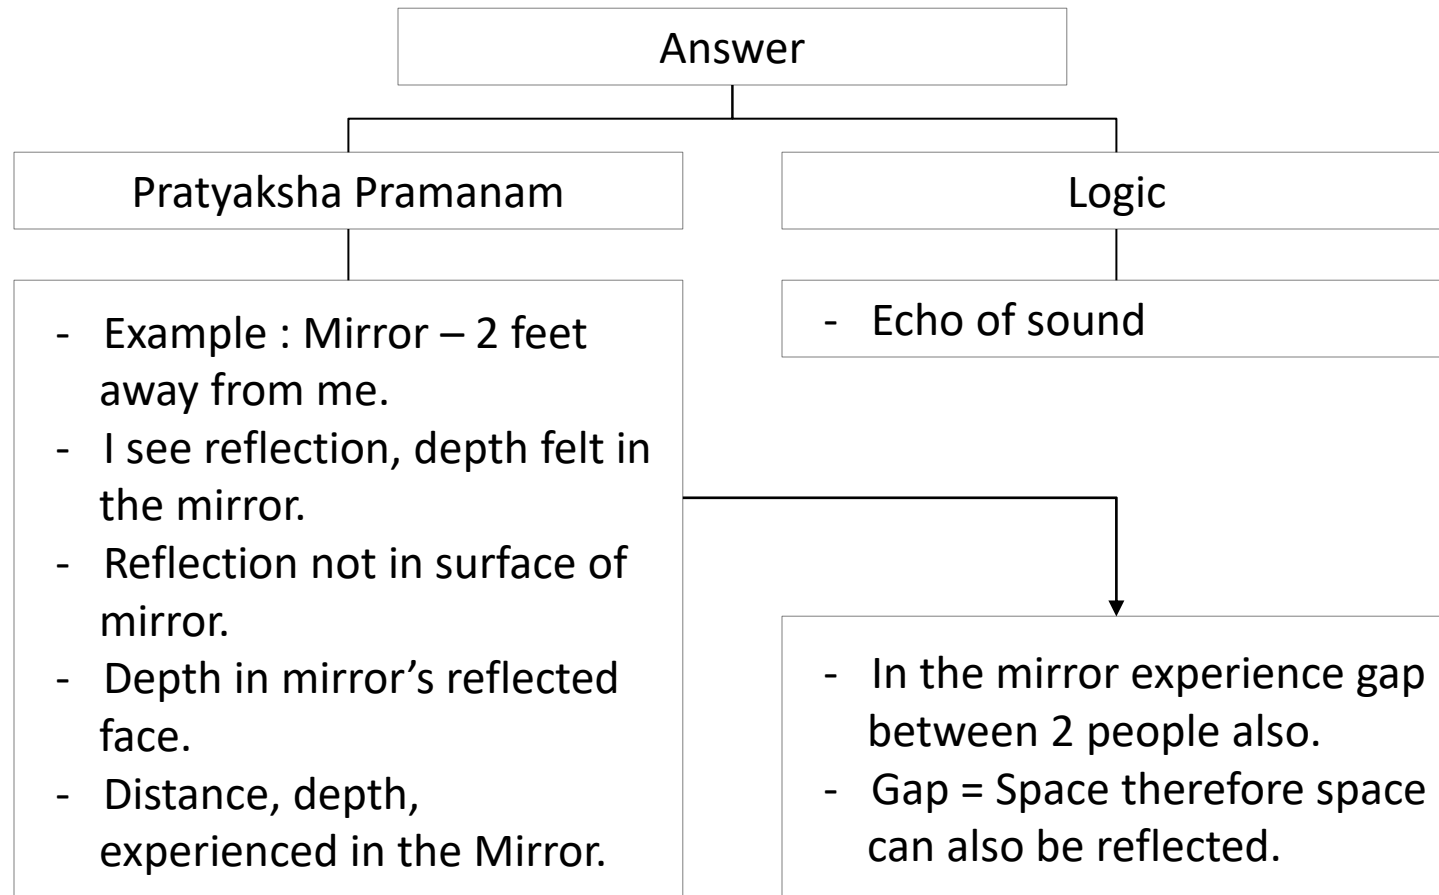 Answer
Pratyaksha Pramanam
Logic
- Example : Mirror – 2 feet
away from me.
- I see reflection, depth felt in
the mirror.
- Reflection not in surface of
mirror.
- Depth in mirror’s reflected
face.
- Distance, depth,
experienced in the Mirror.
- Echo of sound
- In the mirror experience gap
between 2 people also.
- Gap = Space therefore space
can also be reflected.